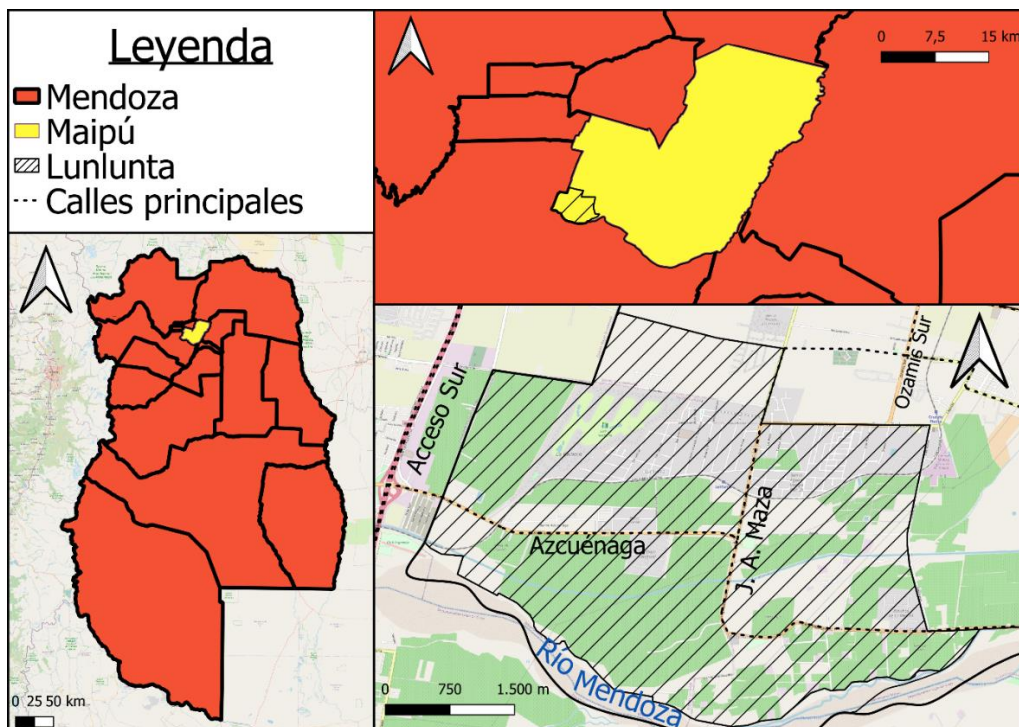 Leyenda
Mendoza
Maipú
Lunlunta
Calles principales
0 7,5 15 km
0 25 50 km
Acceso Sur
Ozamis Sur
J. A. Maza
Azcuénaga
Río Mendoza
0 750 1.500 m